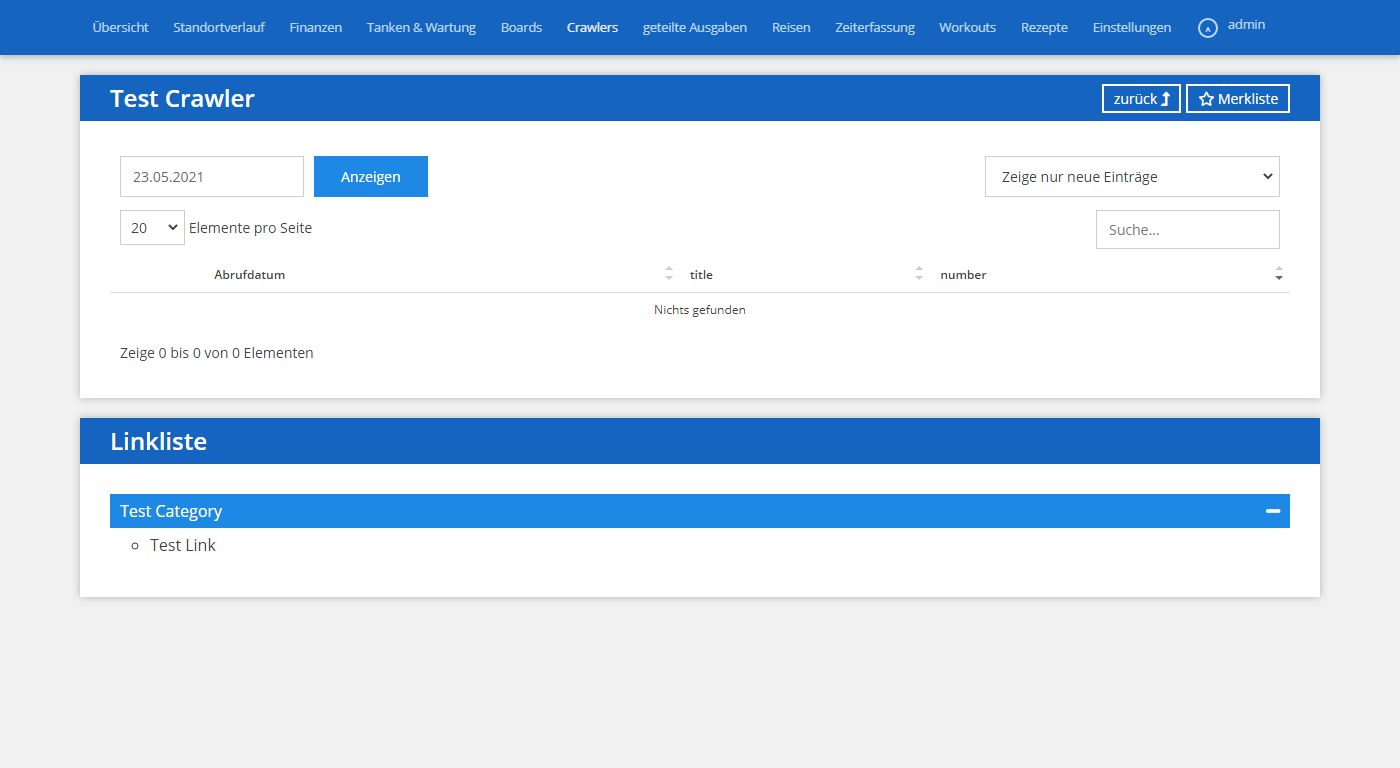 Übersicht Standortverlauf Finanzen Tanken & Wartung Boards Crawlers geteilte Ausgaben Reisen Zeiterfassung Workouts Rezepte Einstellungen A admin
Test Crawler zurück Merkliste
23.05.2021 Anzeigen Zeige nur neue Einträge
20 Elemente pro Seite Suche...
Abrufdatum title number
Nichts gefunden
Zeige 0 bis 0 von 0 Elementen
Linkliste
Test Category
Test Link